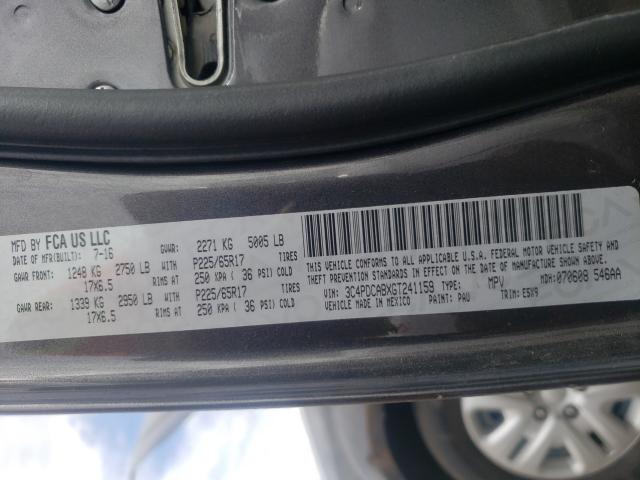 MFD BY FCA US LLC
DATE OF MFR(BUILT): 7-16 GVWR: 2271 KG 5005 LB
GAWR FRONT: 1248 KG 2750 LB WITH P225/65R17 TIRES
17X6.5 RIMS AT 250 KPA ( 36 PSI) COLD
GAWR REAR: 1339 KG 2950 LB WITH P225/65R17 TIRES
17X6.5 RIMS AT 250 KPA ( 36 PSI) COLD
THIS VEHICLE CONFORMS TO ALL APPLICABLE U.S.A. FEDERAL MOTOR VEHICLE SAFETY
AND THEFT PREVENTION STANDARDS IN EFFECT ON THE DATE OF MANUFACTURE SHOWN ABOVE.
VIN: 3C4PDCABXGT241159 TYPE: MPV MDH: 070608 546AA
VEHICLE MADE IN MEXICO PAINT: PAU TRIM: E5X9